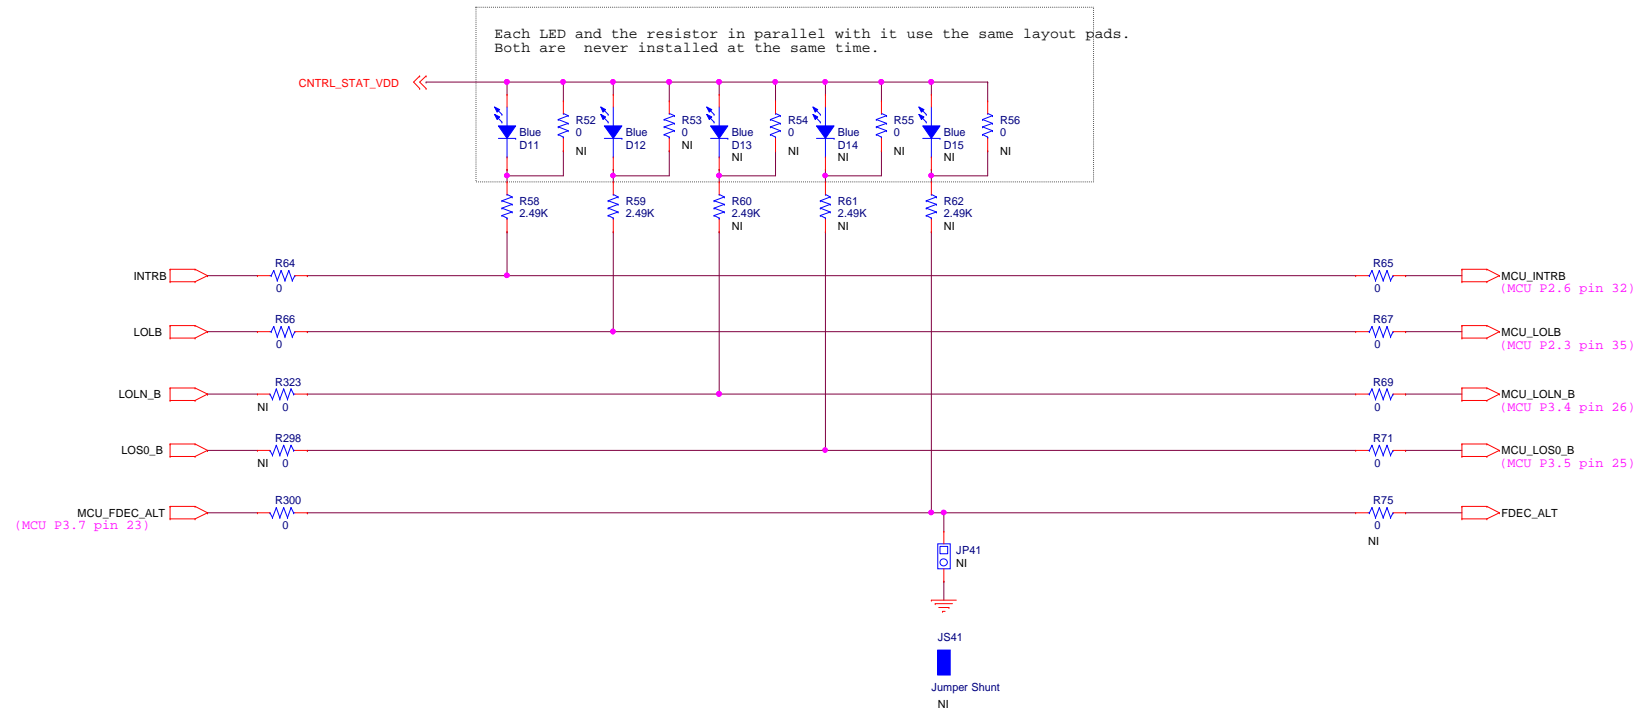 Each LED and the resistor in parallel with it use the same layout pads.
Both are  never installed at the same time.
CNTRL_STAT_VDD
Blue
D11
R52
0
NI
Blue
D12
R53
0
NI
Blue
D13
NI
R54
0
NI
Blue
D14
NI
R55
0
NI
Blue
D15
NI
R56
0
NI
R58
2.49K
R59
2.49K
R60
2.49K
NI
R61
2.49K
NI
R62
2.49K
NI
INTRB
R64
0
R65
0
MCU_INTRB
(MCU P2.6 pin 32)
LOLB
R66
0
R67
0
MCU_LOLB
(MCU P2.3 pin 35)
LOLN_B
R323
NI 0
R69
0
MCU_LOLN_B
(MCU P3.4 pin 26)
LOS0_B
R298
NI 0
R71
0
MCU_LOS0_B
(MCU P3.5 pin 25)
MCU_FDEC_ALT
(MCU P3.7 pin 23)
R300
0
R75
0
NI
FDEC_ALT
JP41
NI
JS41
Jumper Shunt
NI